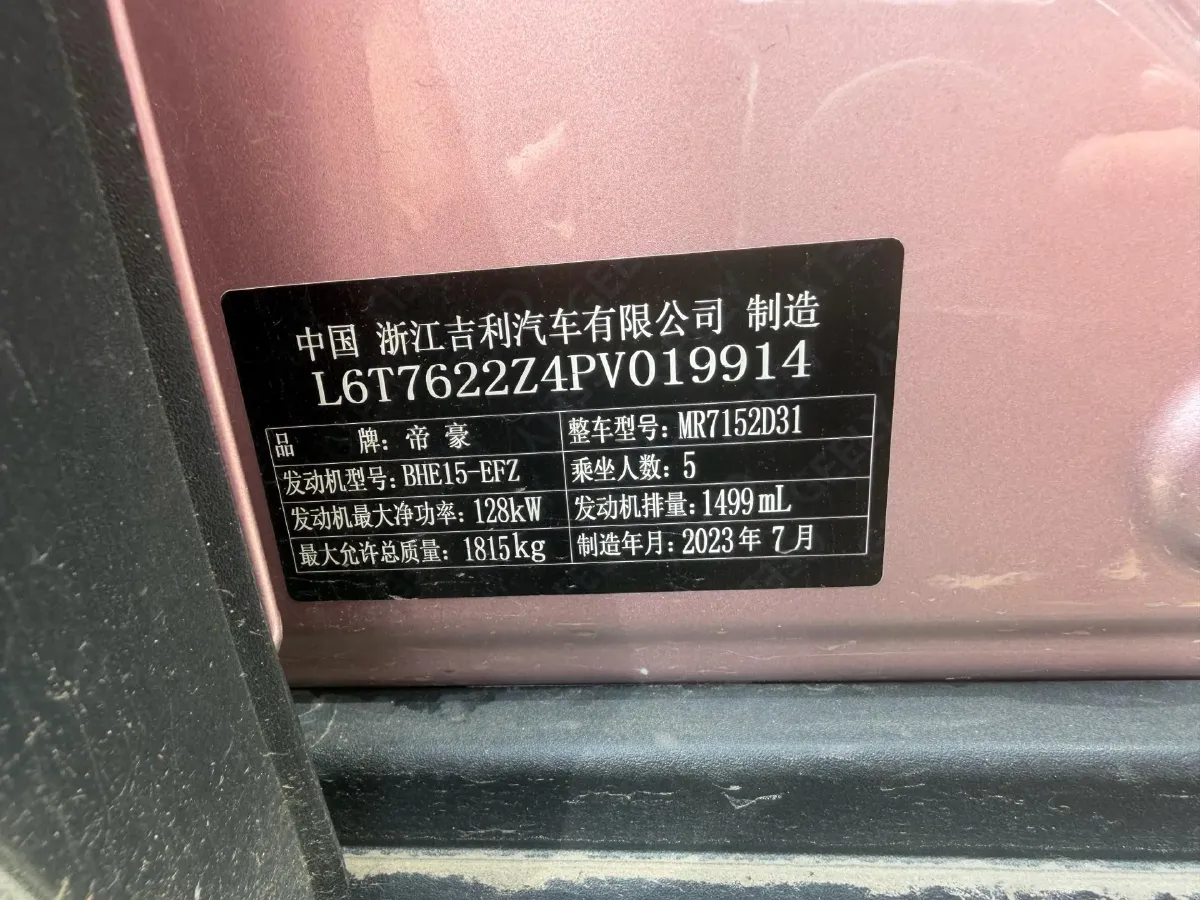 中国 浙江吉利汽车有限公司 制造
L6T7622Z4PV019914
品 牌: 帝豪 整车型号: MR7152D31
发动机型号: BHE15-EFZ 乘坐人数: 5
发动机最大净功率: 128kW 发动机排量: 1499mL
最大允许总质量: 1815kg 制造年月: 2023年7月